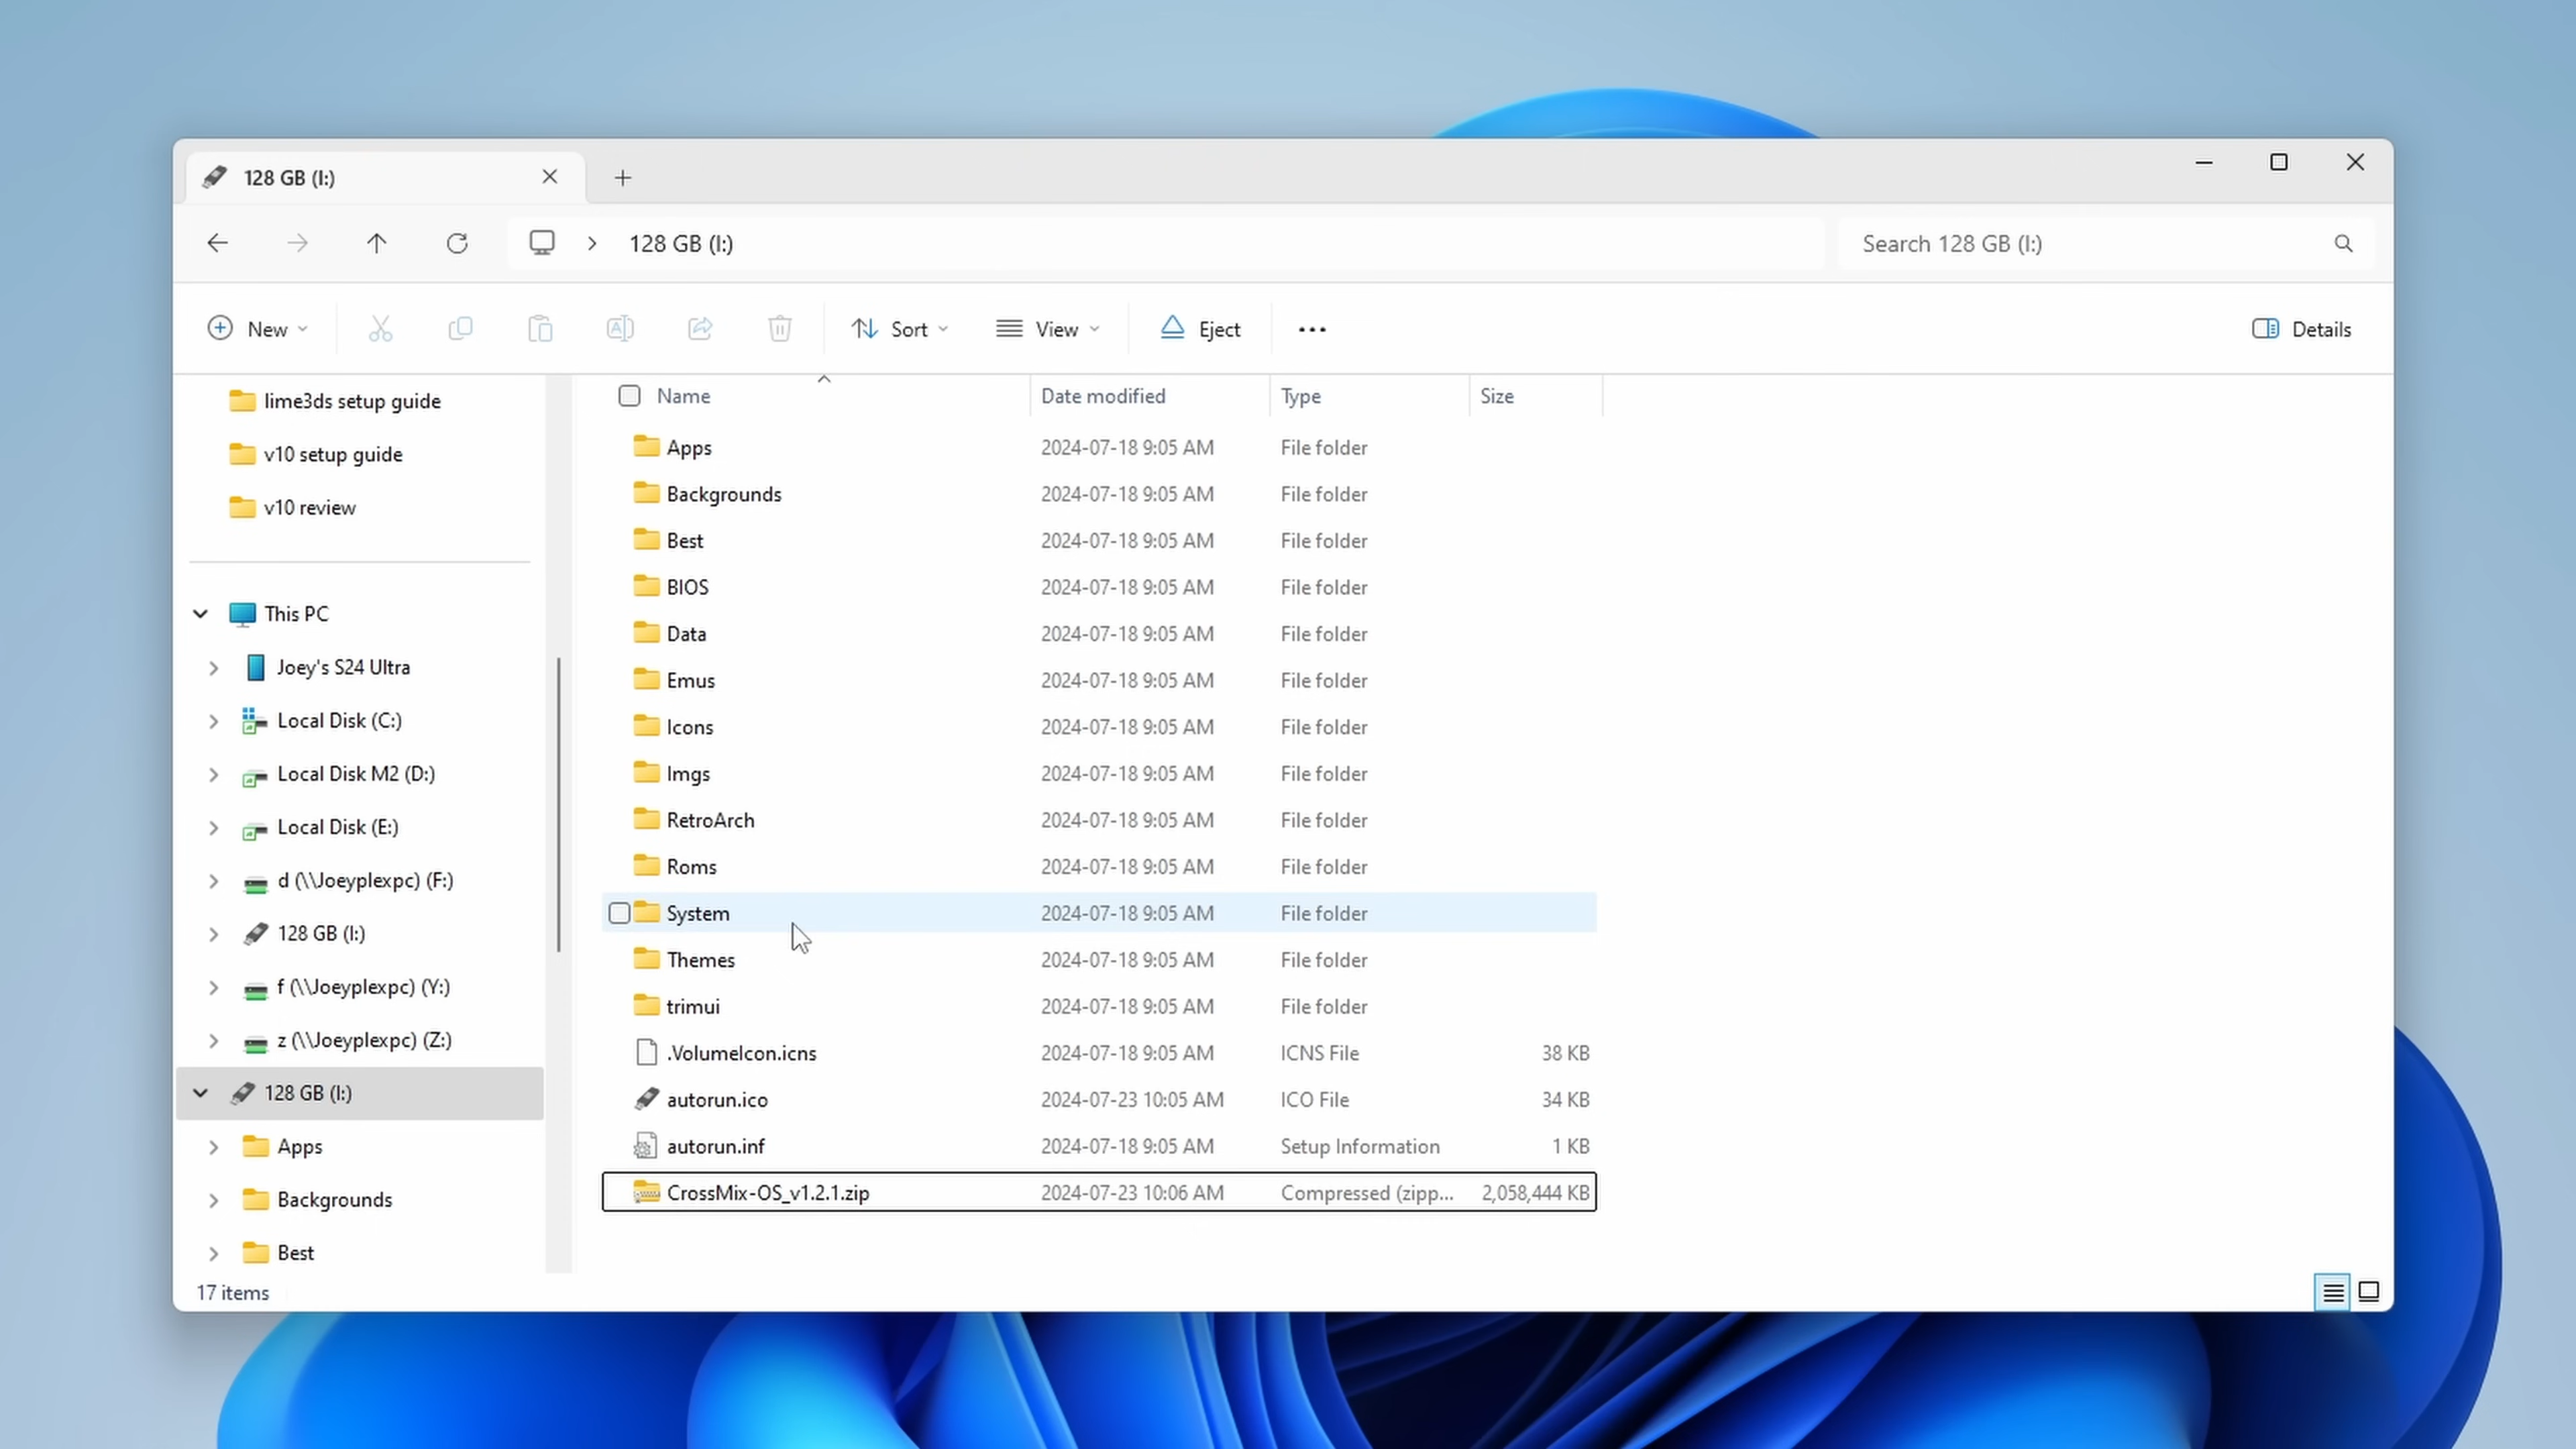 128 GB (I:)
128 GB (I:)
Search 128 GB (I:)
New
Sort
View
Eject
Details
lime3ds setup guide
v10 setup guide
v10 review
This PC
Joey's S24 Ultra
Local Disk (C:)
Local Disk M2 (D:)
Local Disk (E:)
d (\\Joeyplexpc) (F:)
128 GB (I:)
f (\\Joeyplexpc) (Y:)
z (\\Joeyplexpc) (Z:)
128 GB (I:)
Apps
Backgrounds
Best
Name Date modified Type Size
Apps 2024-07-18 9:05 AM File folder
Backgrounds 2024-07-18 9:05 AM File folder
Best 2024-07-18 9:05 AM File folder
BIOS 2024-07-18 9:05 AM File folder
Data 2024-07-18 9:05 AM File folder
Emus 2024-07-18 9:05 AM File folder
Icons 2024-07-18 9:05 AM File folder
Imgs 2024-07-18 9:05 AM File folder
RetroArch 2024-07-18 9:05 AM File folder
Roms 2024-07-18 9:05 AM File folder
System 2024-07-18 9:05 AM File folder
Themes 2024-07-18 9:05 AM File folder
trimui 2024-07-18 9:05 AM File folder
.VolumeIcon.icns 2024-07-18 9:05 AM ICNS File 38 KB
autorun.ico 2024-07-23 10:05 AM ICO File 34 KB
autorun.inf 2024-07-18 9:05 AM Setup Information 1 KB
CrossMix-OS_v1.2.1.zip 2024-07-23 10:06 AM Compressed (zipp... 2,058,444 KB
17 items